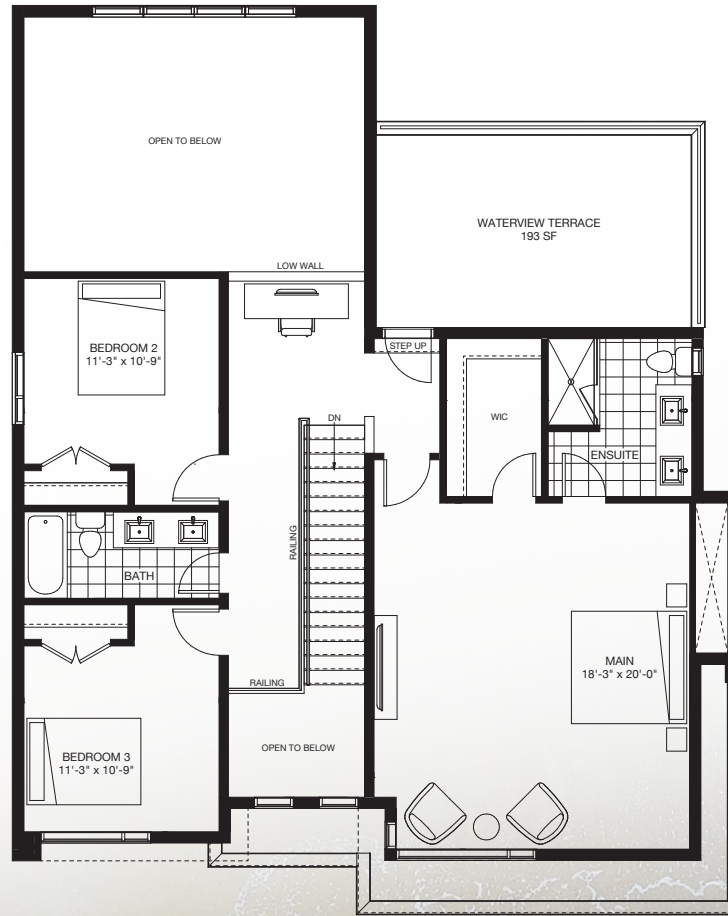 OPEN TO BELOW
WATERVIEW TERRACE
193 SF
LOW WALL
BEDROOM 2
11'-3" x 10'-9"
STEP UP
WIC
DN
ENSUITE
RAILING
BATH
MAIN
18'-3" x 20'-0"
RAILING
OPEN TO BELOW
BEDROOM 3
11'-3" x 10'-9"